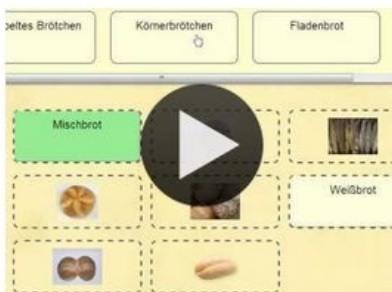 peltes Brötchen
Körnerbrötchen
Fladenbrot
Mischbrot
Weißbrot